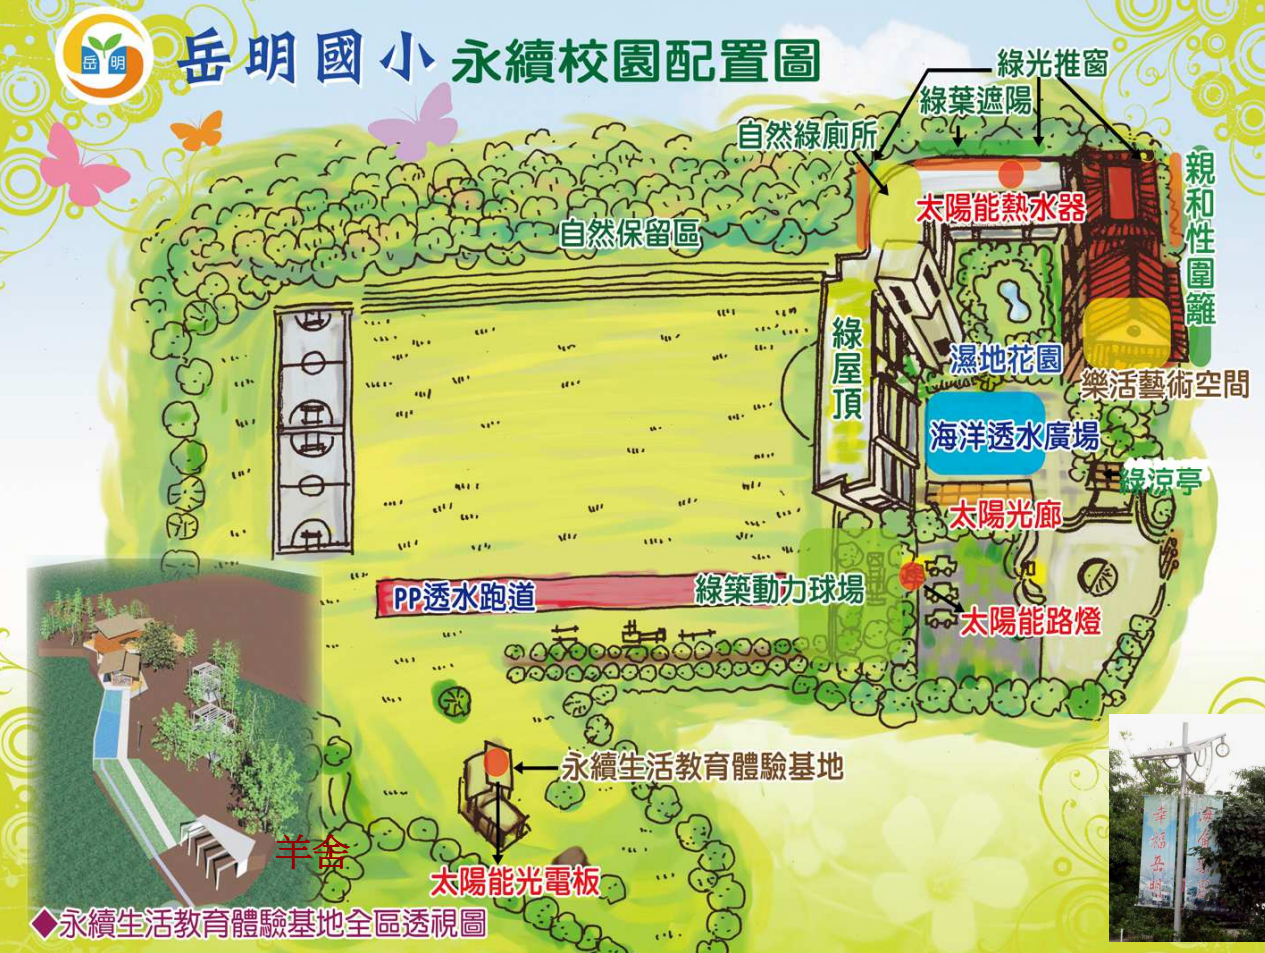 岳明
岳明國小 永續校園配置圖
綠光推窗
綠葉遮陽
自然綠廁所
親和性圍籬
太陽能熱水器
自然保留區
綠屋頂
濕地花園
樂活藝術空間
海洋透水廣場
綠涼亭
太陽光廊
PP透水跑道
綠築動力球場
太陽能路燈
永續生活教育體驗基地
幸福岳明
羊舍
太陽能光電板
◆永續生活教育體驗基地全區透視圖